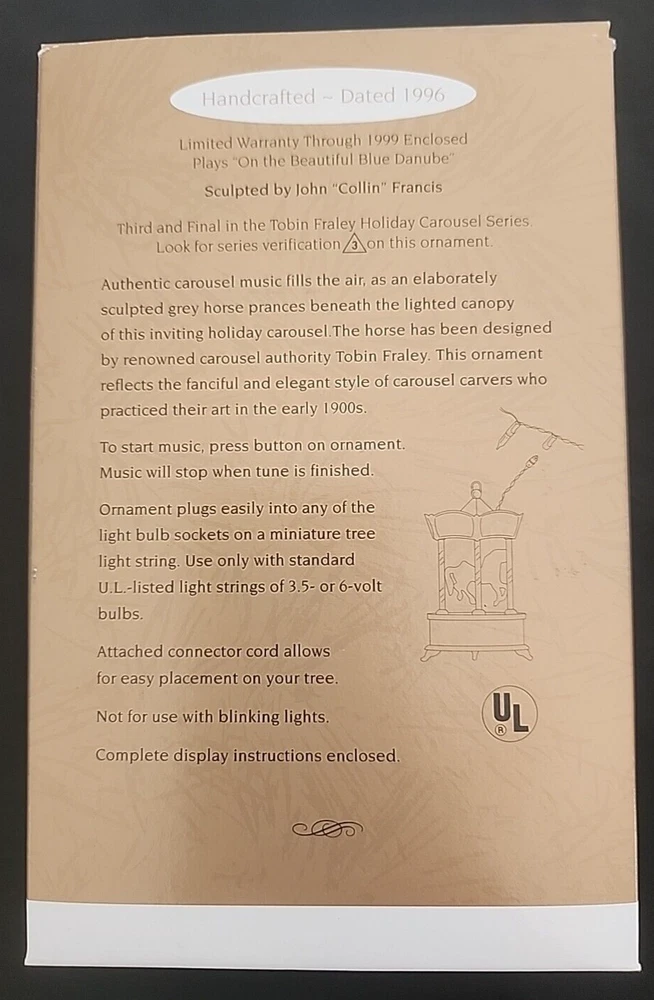 Handcrafted ~ Dated 1996
Limited Warranty Through 1999 Enclosed
Plays "On the Beautiful Blue Danube"
Sculpted by John "Collin" Francis
Third and Final in the Tobin Fraley Holiday Carousel Series.
Look for series verification 3 on this ornament.
Authentic carousel music fills the air, as an elaborately
sculpted grey horse prances beneath the lighted canopy
of this inviting holiday carousel.The horse has been designed
by renowned carousel authority Tobin Fraley. This ornament
reflects the fanciful and elegant style of carousel carvers who
practiced their art in the early 1900s.
To start music, press button on ornament.
Music will stop when tune is finished.
Ornament plugs easily into any of the
light bulb sockets on a miniature tree
light string. Use only with standard
U.L.-listed light strings of 3.5- or 6-volt
bulbs.
Attached connector cord allows
for easy placement on your tree.
Not for use with blinking lights.
Complete display instructions enclosed.
UL
®